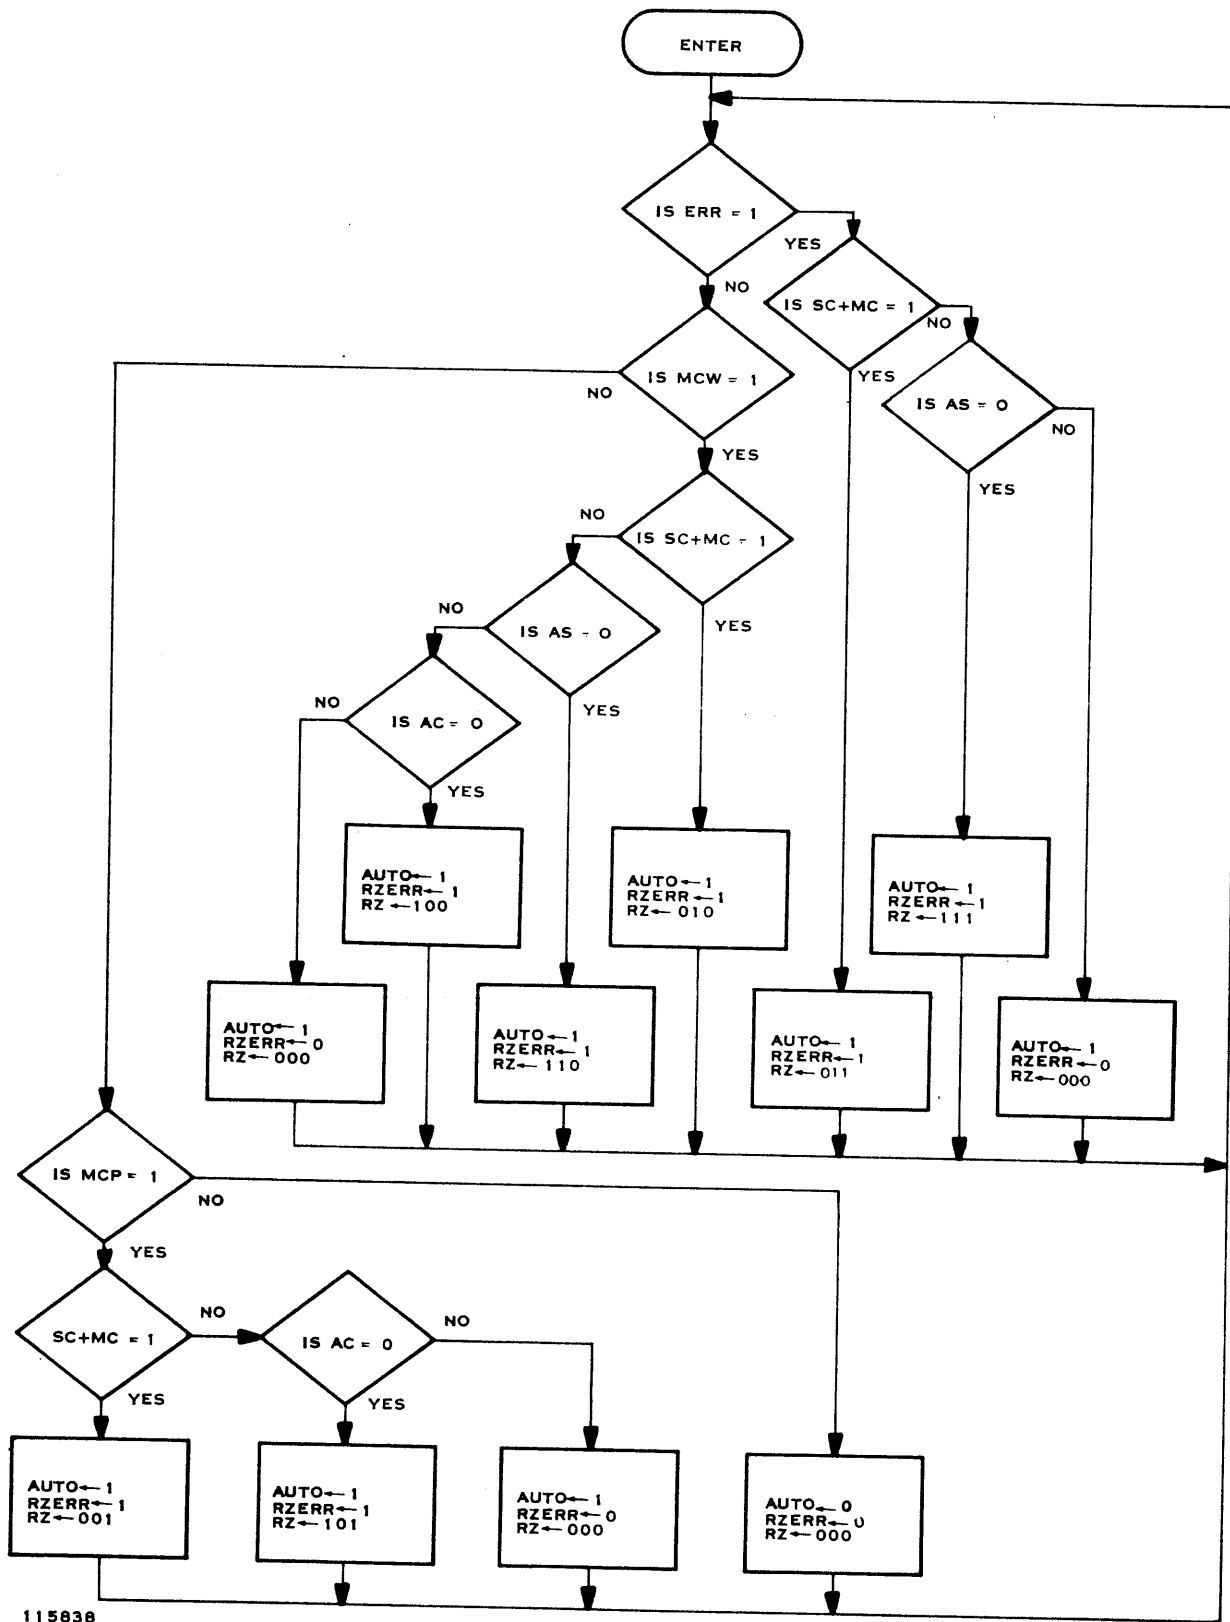 ENTER
IS ERR = 1
YES
NO
IS SC+MC = 1
NO
YES
IS MCW = 1
NO
YES
IS AS = 0
NO
YES
IS SC+MC = 1
NO
YES
IS AS = 0
NO
YES
IS AC = 0
NO
YES
AUTO←1
RZERR←1
RZ←100
AUTO←1
RZERR←1
RZ←010
AUTO←1
RZERR←1
RZ←111
AUTO←1
RZERR←0
RZ←000
AUTO←1
RZERR←1
RZ←110
AUTO←1
RZERR←1
RZ←011
AUTO←1
RZERR←0
RZ←000
IS MCP = 1
NO
YES
SC+MC = 1
NO
YES
IS AC = 0
NO
YES
AUTO←1
RZERR←1
RZ←001
AUTO←1
RZERR←1
RZ←101
AUTO←1
RZERR←0
RZ←000
AUTO←0
RZERR←0
RZ←000
115838